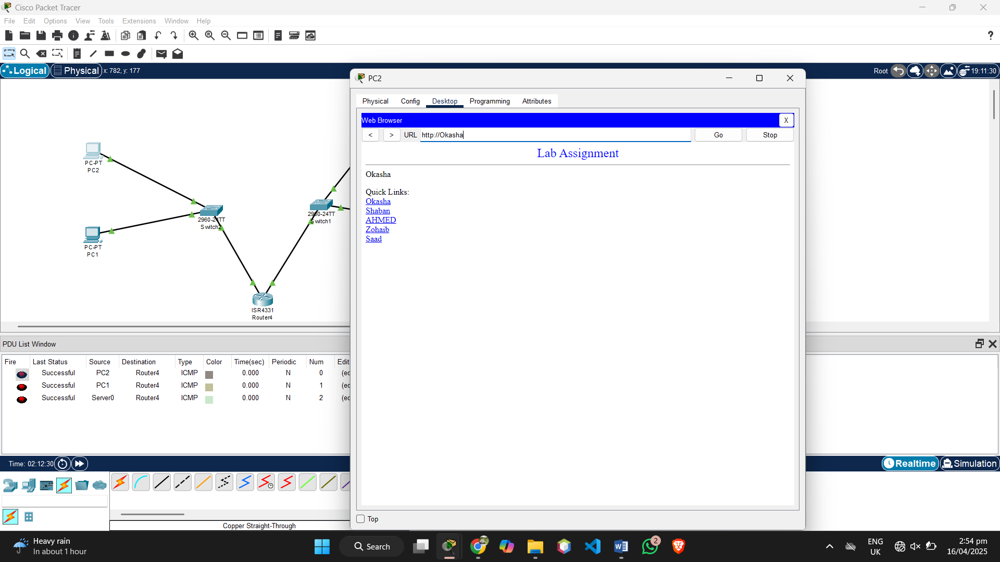 Cisco Packet Tracer
File Edit Options View Tools Extensions Window Help
?
Logical Physical x: 782, y: 177
Root 19:11:30
PC-PT
PC2
PC-PT
PC1
2960-24TT
Switch2
2960-24TT
Switch1
ISR4331
Router4
PC2
Physical Config Desktop Programming Attributes
Web Browser X
< > URL http://Okasha Go Stop
Lab Assignment
Okasha
Quick Links:
Okasha
Shaban
AHMED
Zohaib
Saad
Top
PDU List Window
Fire Last Status Source Destination Type Color Time(sec) Periodic Num Edit
Successful PC2 Router4 ICMP 0.000 N 0 (ed
Successful PC1 Router4 ICMP 0.000 N 1 (ed
Successful Server0 Router4 ICMP 0.000 N 2 (ed
Time: 02:12:30
Realtime Simulation
Copper Straight-Through
Heavy rain
In about 1 hour
Search
2
ENG
UK
2:54 pm
16/04/2025